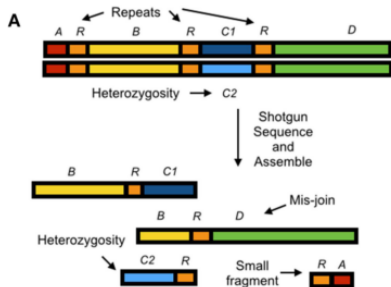 A
Repeats
A R B R C1 R D
Heterozygosity C2
Shotgun
Sequence
and
Assemble
B R C1
Mis-join
B R D
Heterozygosity
C2 R
Small
fragment
R A